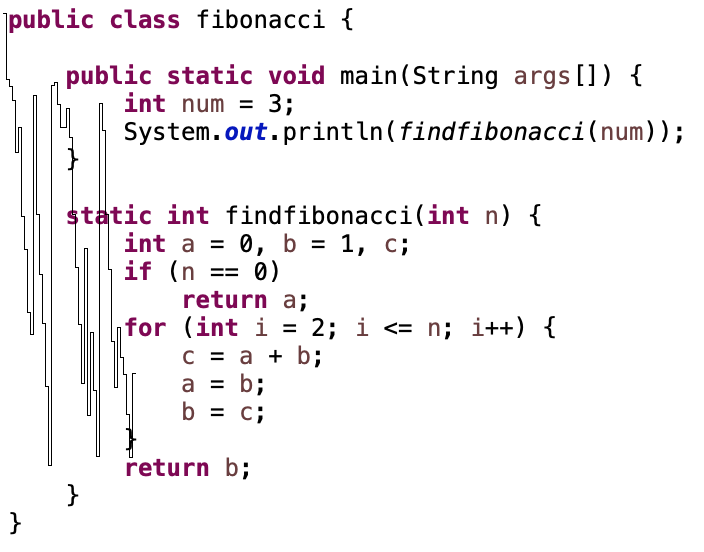 public class fibonacci {
public static void main(String args[]) {
int num = 3;
System.out.println(findfibonacci(num));
}
static int findfibonacci(int n) {
int a = 0, b = 1, c;
if (n == 0)
return a;
for (int i = 2; i <= n; i++) {
c = a + b;
a = b;
b = c;
}
return b;
}
}